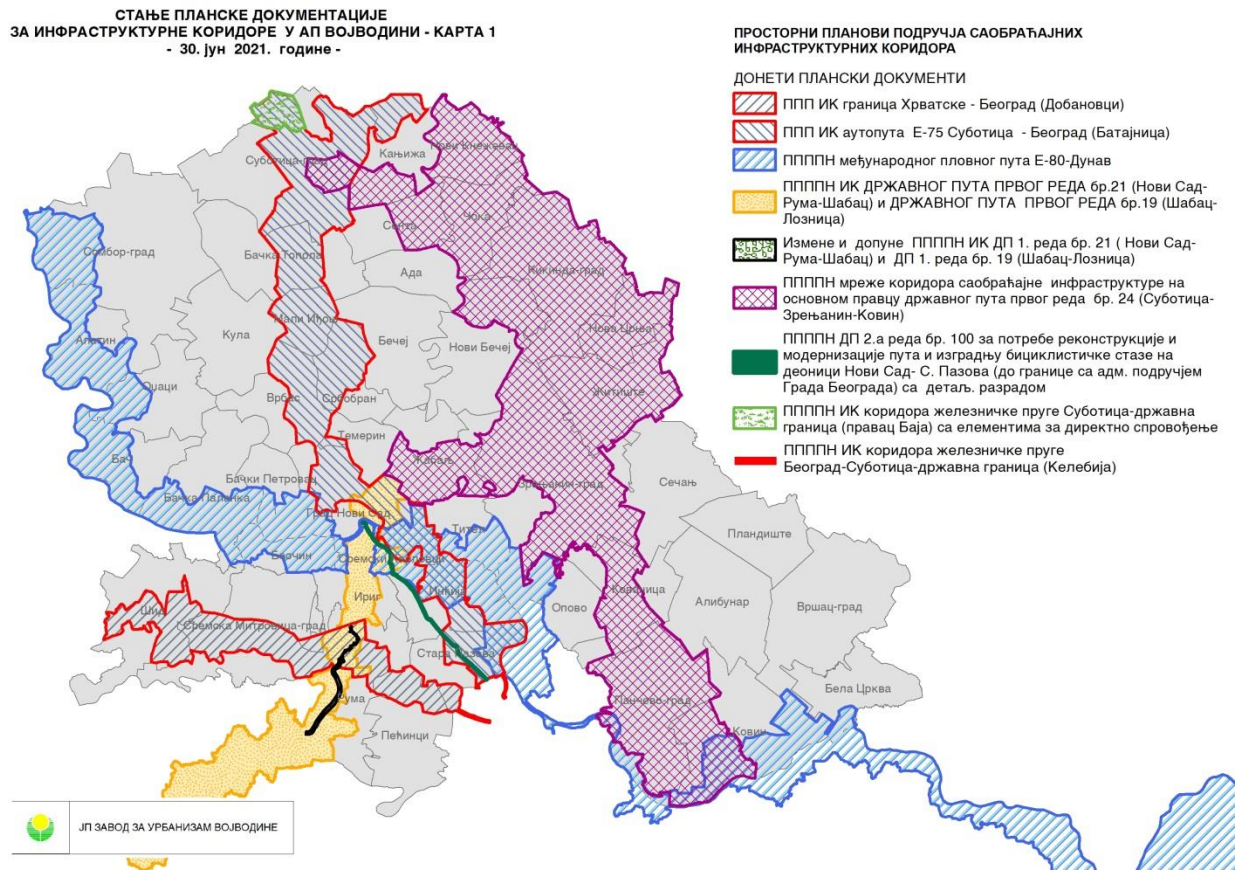 СТАЊЕ ПЛАНСКЕ ДОКУМЕНТАЦИЈЕ
ЗА ИНФРАСТРУКТУРНЕ КОРИДОРЕ У АП ВОЈВОДИНИ - КАРТА 1
- 30. јун 2021. године -
ПРОСТОРНИ ПЛАНОВИ ПОДРУЧЈА САОБРАЋАЈНИХ
ИНФРАСТРУКТУРНИХ КОРИДОРА
ДОНЕТИ ПЛАНСКИ ДОКУМЕНТИ
ППП ИК граница Хрватске - Београд (Добановци)
ППП ИК аутопута Е-75 Суботица - Београд (Батајница)
ППППН међународног пловног пута Е-80-Дунав
ППППН ИК ДРЖАВНОГ ПУТА ПРВОГ РЕДА бр.21 (Нови Сад-
Рума-Шабац) и ДРЖАВНОГ ПУТА ПРВОГ РЕДА бр.19 (Шабац-
Лозница)
Измене и допуне ППППН ИК ДП 1. реда бр. 21 ( Нови Сад-
Рума-Шабац) и ДП 1. реда бр. 19 (Шабац-Лозница)
ППППН мреже коридора саобраћајне инфраструктуре на
основном правцу државног пута првог реда бр. 24 (Суботица-
Зрењанин-Ковин)
ППППН ДП 2.а реда бр. 100 за потребе реконструкције и
модернизације пута и изградњу бициклистичке стазе на
деоници Нови Сад- С. Пазова (до границе са адм. подручјем
Града Београда) са детаљ. разрадом
ППППН ИК коридора железничке пруге Суботица-државна
граница (правац Баја) са елементима за директно спровођење
ППППН ИК коридора железничке пруге
Београд-Суботица-државна граница (Келебија)
Суботица-град
Кањижа
Нови Кнежевац
Чока
Сента
Сомбор-град
Бачка Топола
Ада
Кикинда-град
Мали Иђош
Кула
Бечеј
Нови Бечеј
Нова Црња
Апатин
Оџаци
Врбас
Србобран
Житиште
Темерин
Жабаљ
Бач
Бачки Петровац
Бачка Паланка
Зрењанин-град
Сечањ
Град Нови Сад
Тител
Пландиште
Беочин
Сремски Карловци
Ириг
Инђија
Опово
Ковачица
Алибунар
Вршац-град
Шид
Сремска Митровица-град
Стара Пазова
Рума
Панчево-град
Бела Црква
Пећинци
Ковин
ЈП ЗАВОД ЗА УРБАНИЗАМ ВОЈВОДИНЕ